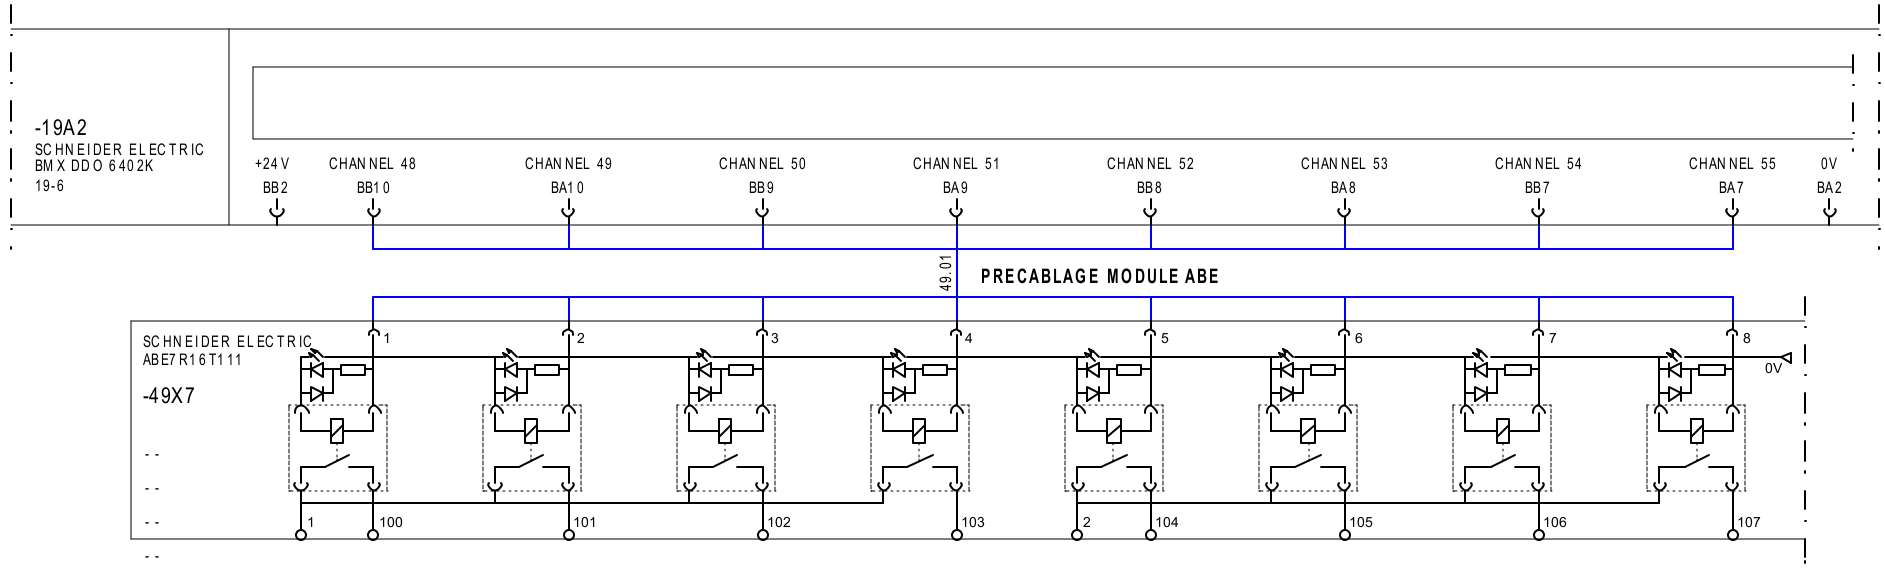 -19A2
SCHNEIDER ELECTRIC
BMX DDO 6402K
19-6
+24V CHANNEL 48 CHANNEL 49 CHANNEL 50 CHANNEL 51 CHANNEL 52 CHANNEL 53 CHANNEL 54 CHANNEL 55 0V
BB2 BB10 BA10 BB9 BA9 BB8 BA8 BB7 BA7 BA2
49.01
PRECABLAGE MODULE ABE
SCHNEIDER ELECTRIC
ABE7R16T111
-49X7
1 2 3 4 5 6 7 8
0V
--
--
--
--
1 100 101 102 103 2 104 105 106 107